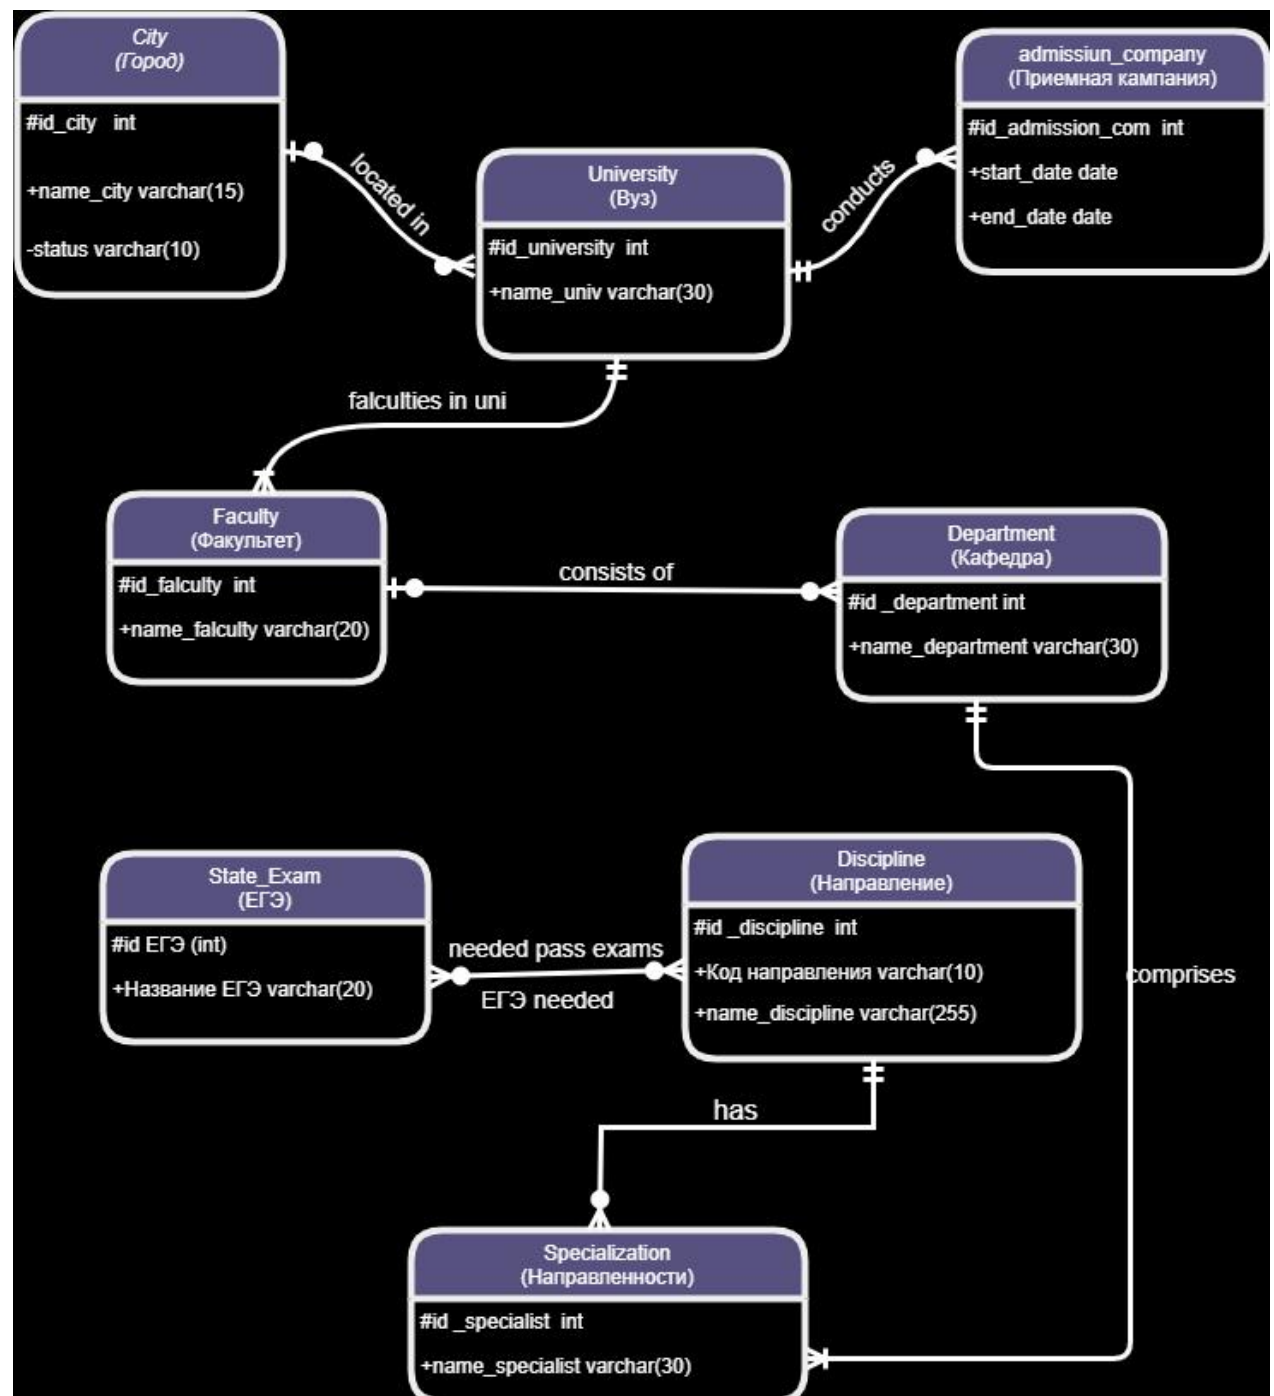 City
(Город)
#id_city int
+name_city varchar(15)
-status varchar(10)
located in
University
(Вуз)
#id_university int
+name_univ varchar(30)
conducts
admissiun_company
(Приемная кампания)
#id_admission_com int
+start_date date
+end_date date
falculties in uni
Faculty
(Факультет)
#id_falculty int
+name_falculty varchar(20)
consists of
Department
(Кафедра)
#id _department int
+name_department varchar(30)
State_Exam
(ЕГЭ)
#id ЕГЭ (int)
+Название ЕГЭ varchar(20)
needed pass exams
ЕГЭ needed
Discipline
(Направление)
#id _discipline int
+Код направления varchar(10)
+name_discipline varchar(255)
comprises
has
Specialization
(Направленности)
#id _specialist int
+name_specialist varchar(30)